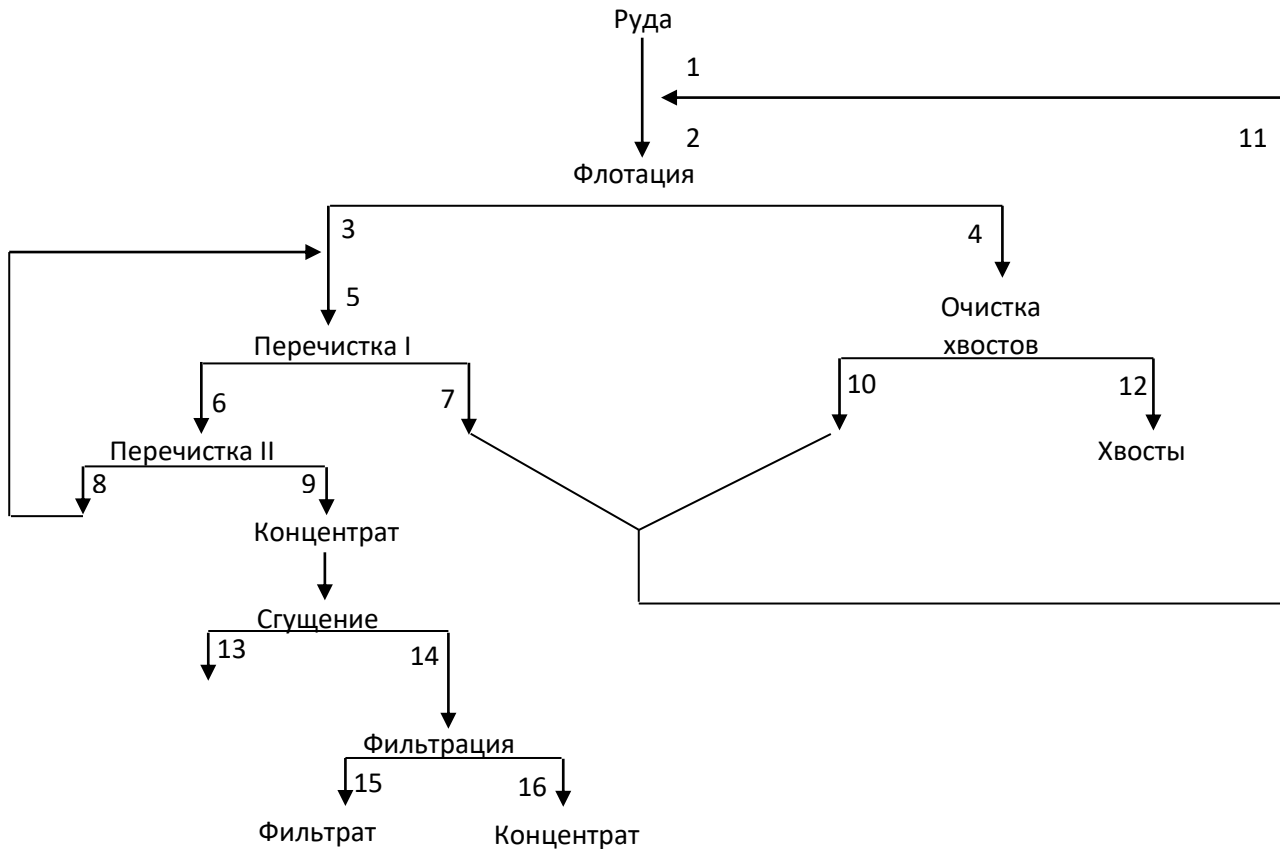 Руда
1
2
11
Флотация
3
4
5
Очистка
хвостов
Перечистка I
6
7
10
12
Перечистка II
Хвосты
8
9
Концентрат
Сгущение
13
14
Фильтрация
15
16
Фильтрат
Концентрат